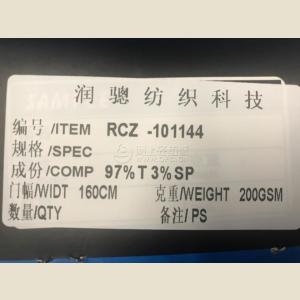 润骢纺织科技
编号/ITEM RCZ -101144
规格/SPEC
成份/COMP 97%T3%SP
门幅/WIDT 160CM 克重/WEIGHT 200GSM
数量/QTY 备注/PS